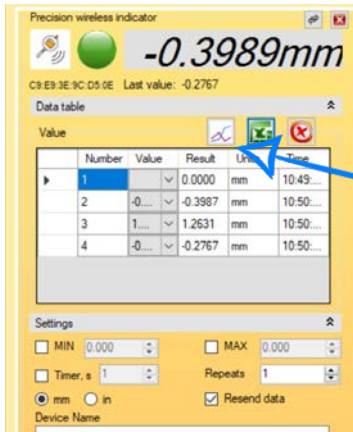 Precision wireless indicator
-0.3989mm
C9:E9:3E:9C:D5:0E Last value: -0.2767
Data table
Value
Number Value Result Units Time
1 0.0000 mm 10:49:...
2 -0.... -0.3987 mm 10:50:...
3 1.... 1.2631 mm 10:50:...
4 -0.... -0.2767 mm 10:50:...
Settings
MIN 0.000 MAX 0.000
Timer, s 1 Repeats 1
mm in Resend data
Device Name